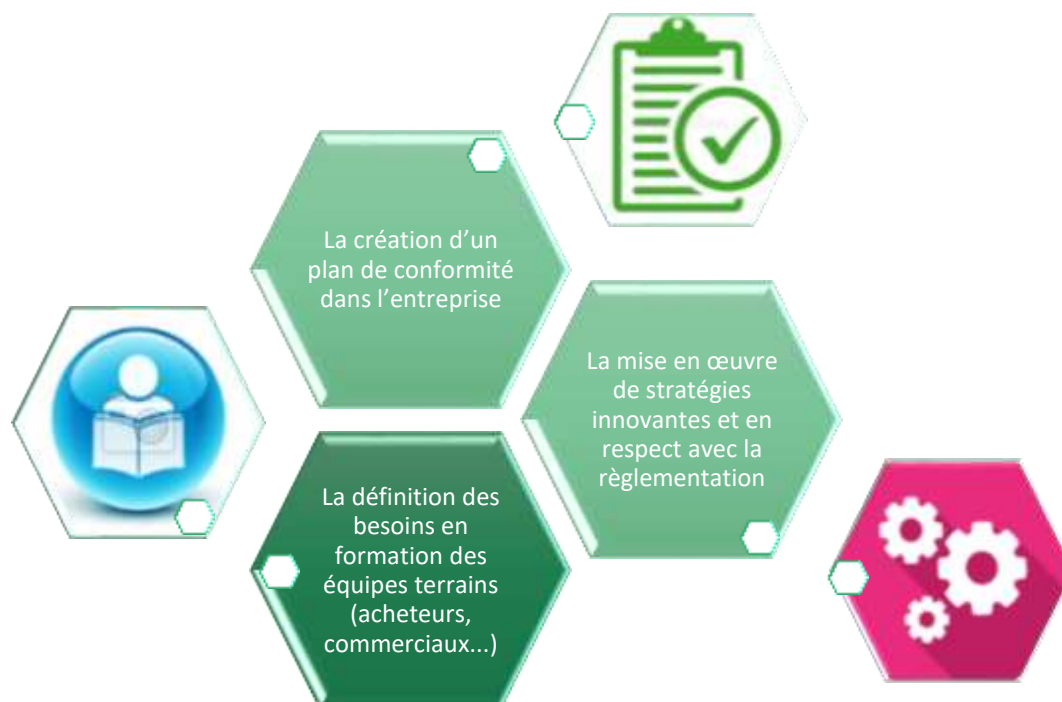 La création d’un
plan de conformité
dans l’entreprise
La mise en œuvre
de stratégies
innovantes et en
respect avec la
règlementation
La définition des
besoins en
formation des
équipes terrains
(acheteurs,
commerciaux...)